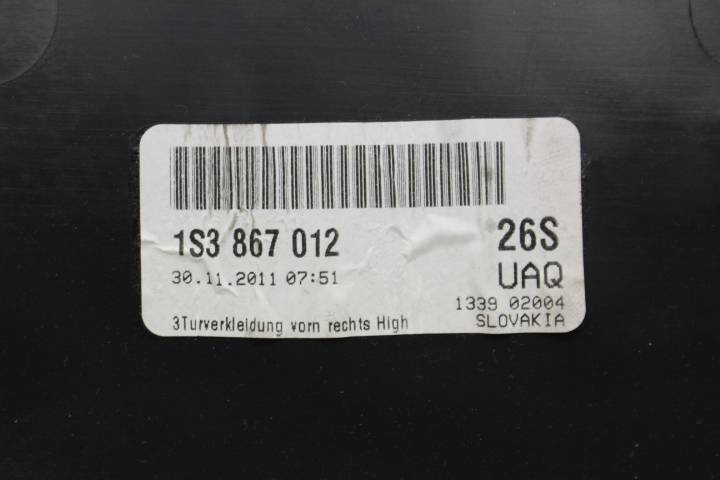 1S3 867 012
26S
30.11.2011 07:51
UAQ
1339 02004
3Turverkleidung vorn rechts High
SLOVAKIA